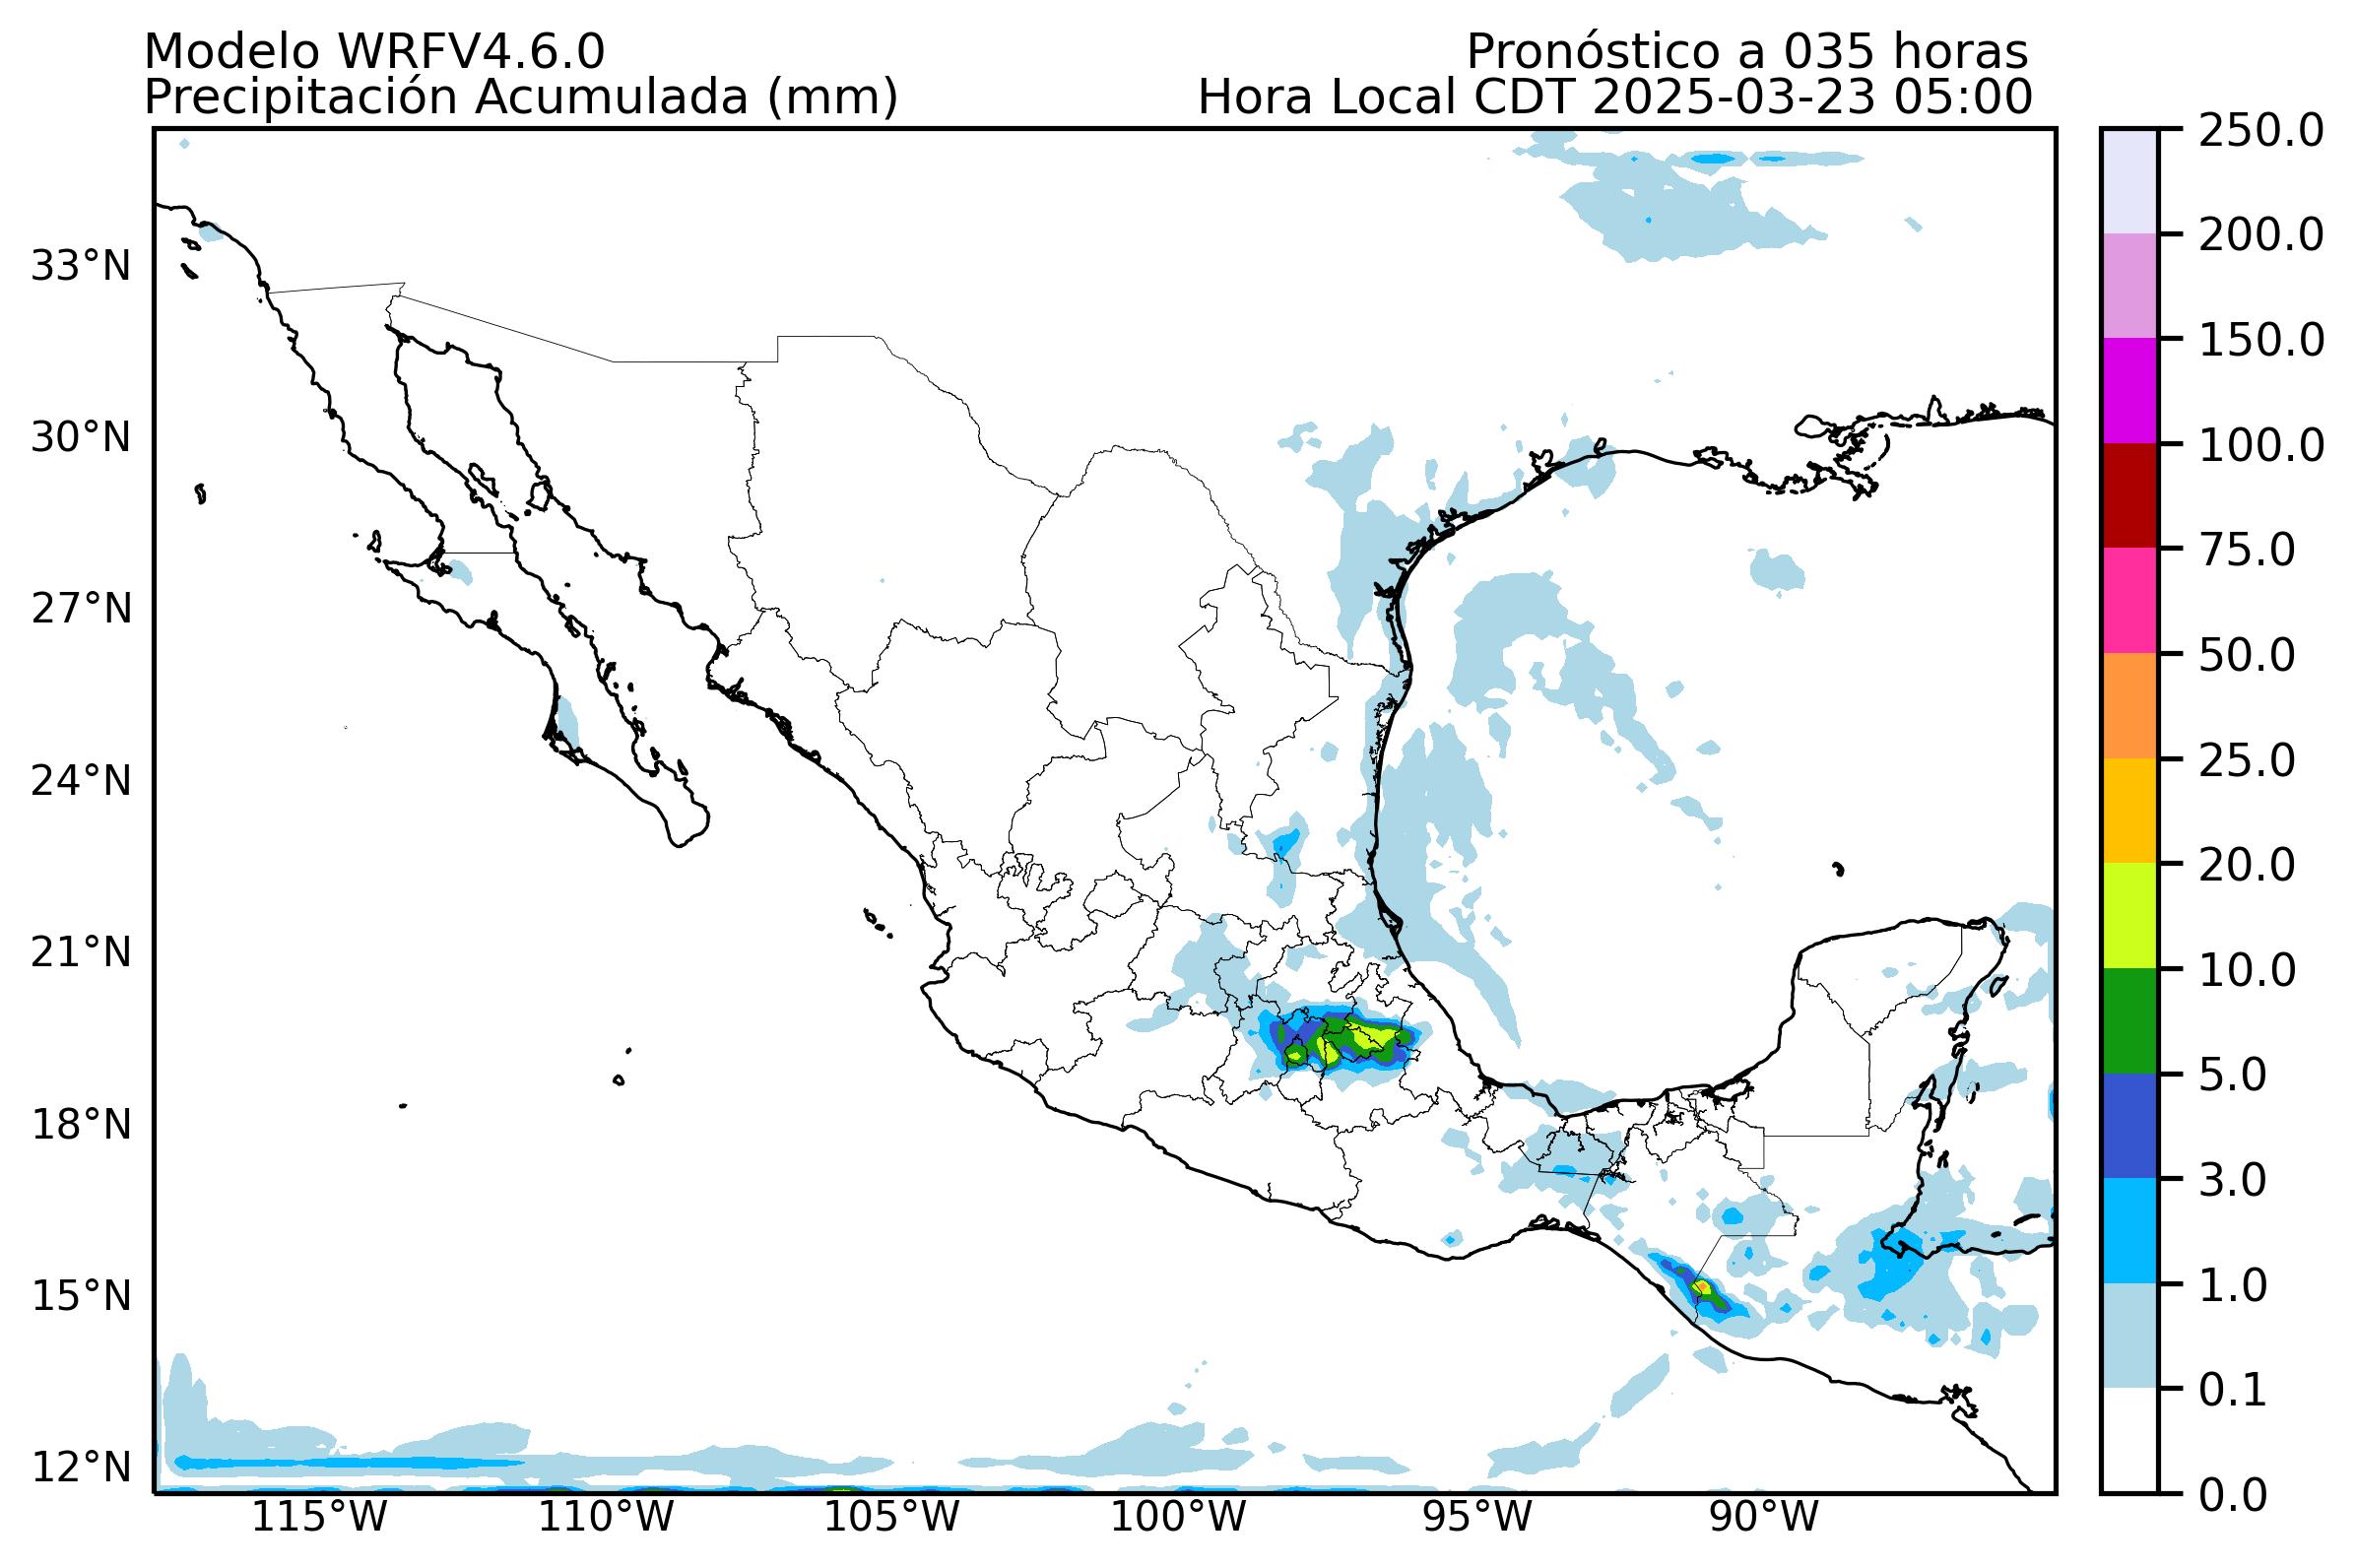 Modelo WRFV4.6.0
Pronóstico a 035 horas
Precipitación Acumulada (mm)
Hora Local CDT 2025-03-23 05:00
33°N
30°N
27°N
24°N
21°N
18°N
15°N
12°N
115°W
110°W
105°W
100°W
95°W
90°W
250.0
200.0
150.0
100.0
75.0
50.0
25.0
20.0
10.0
5.0
3.0
1.0
0.1
0.0